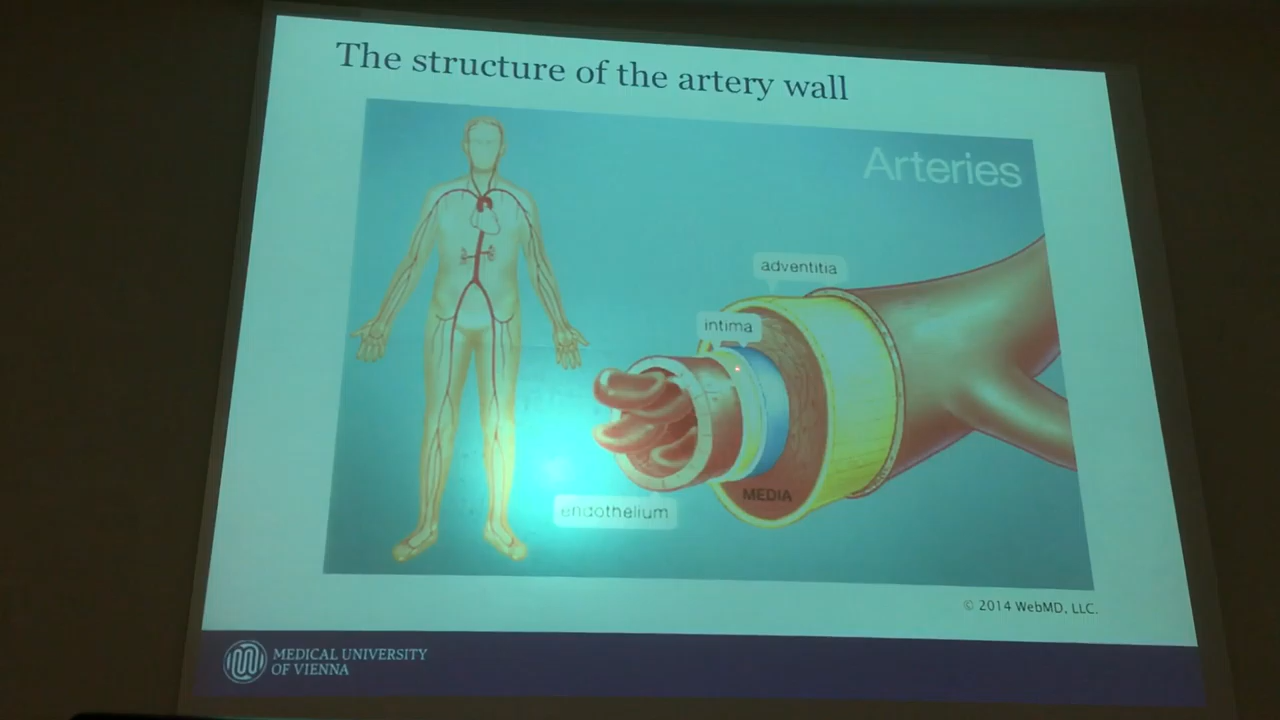 The structure of the artery wall
Arteries
adventitia
intima
MEDIA
endothelium
© 2014 WebMD, LLC.
MEDICAL UNIVERSITY
OF VIENNA